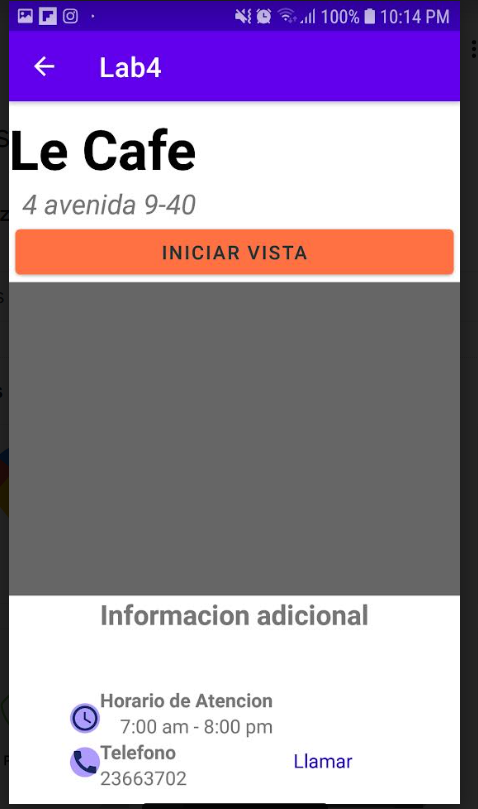 100% 10:14 PM
Lab4
Le Cafe
4 avenida 9-40
INICIAR VISTA
Informacion adicional
Horario de Atencion
7:00 am - 8:00 pm
Telefono
23663702
Llamar